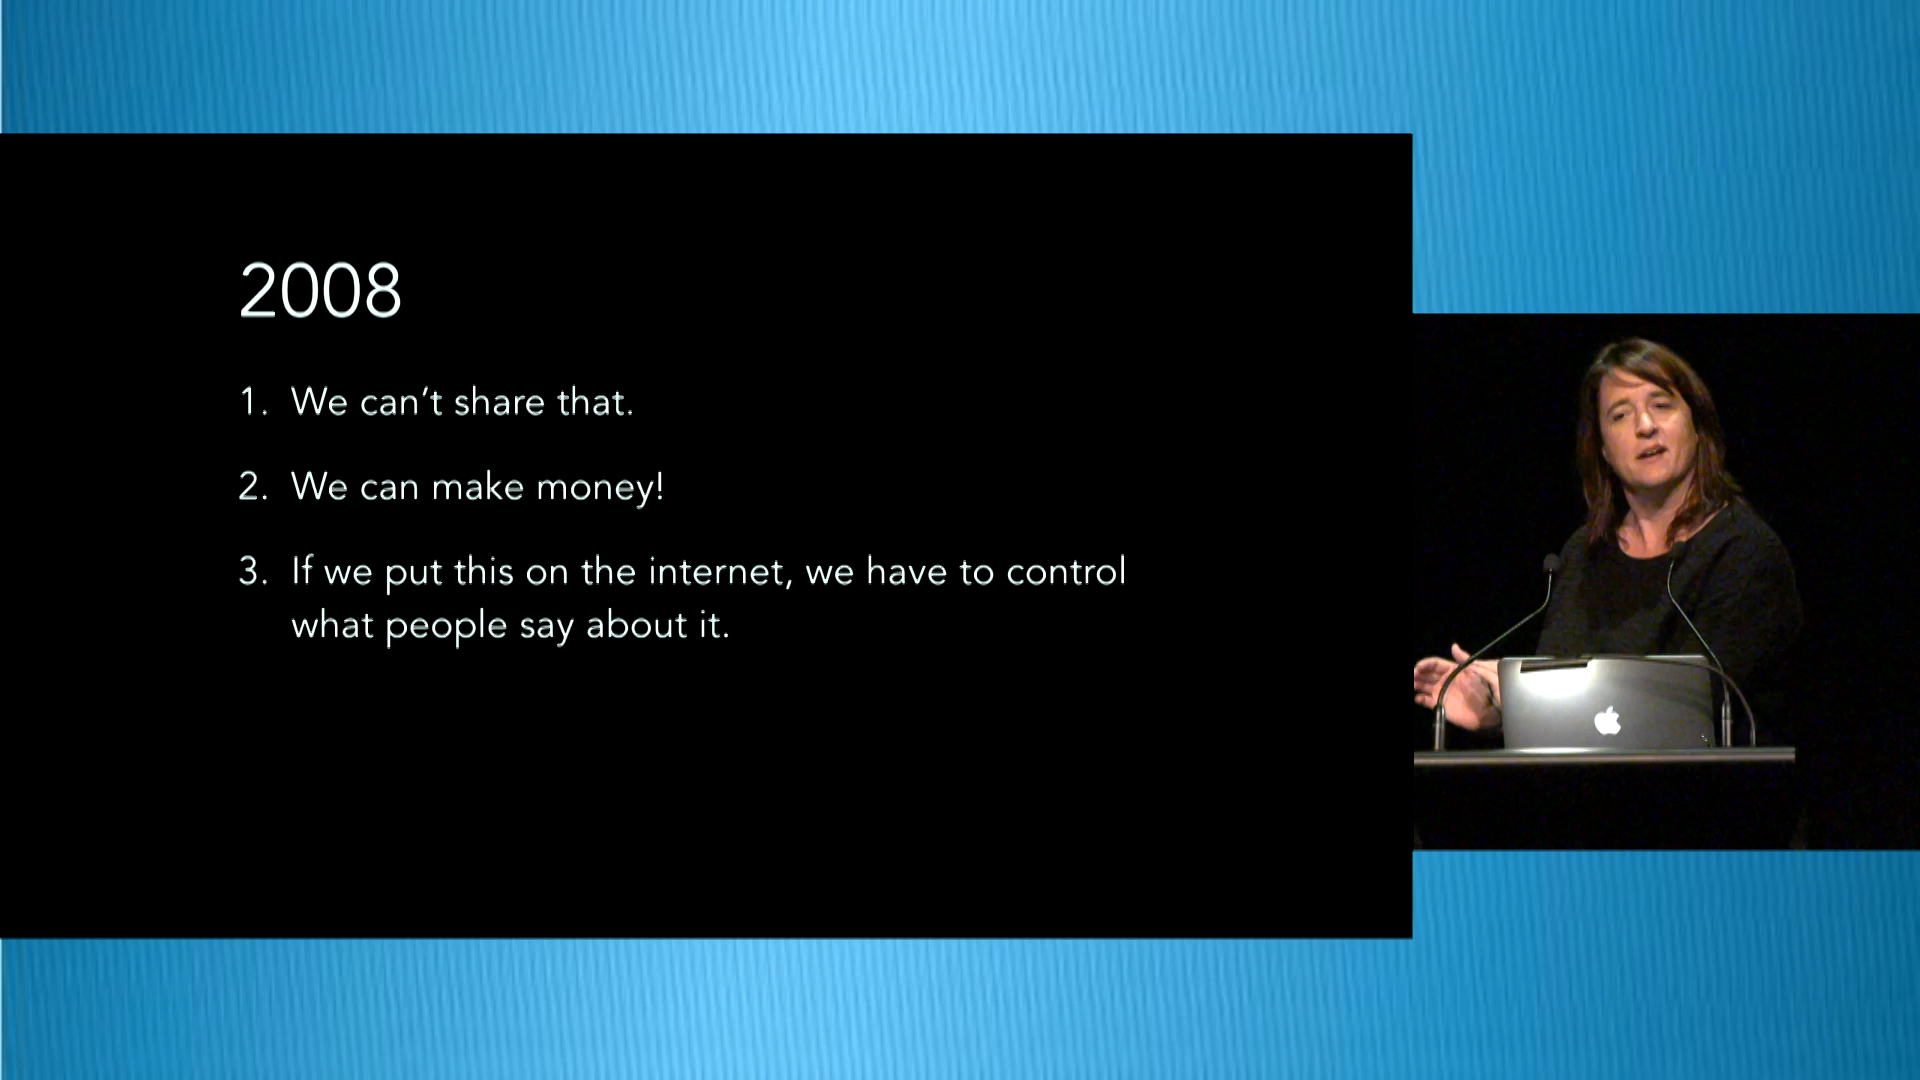 2008
1. We can’t share that.
2. We can make money!
3. If we put this on the internet, we have to control
what people say about it.